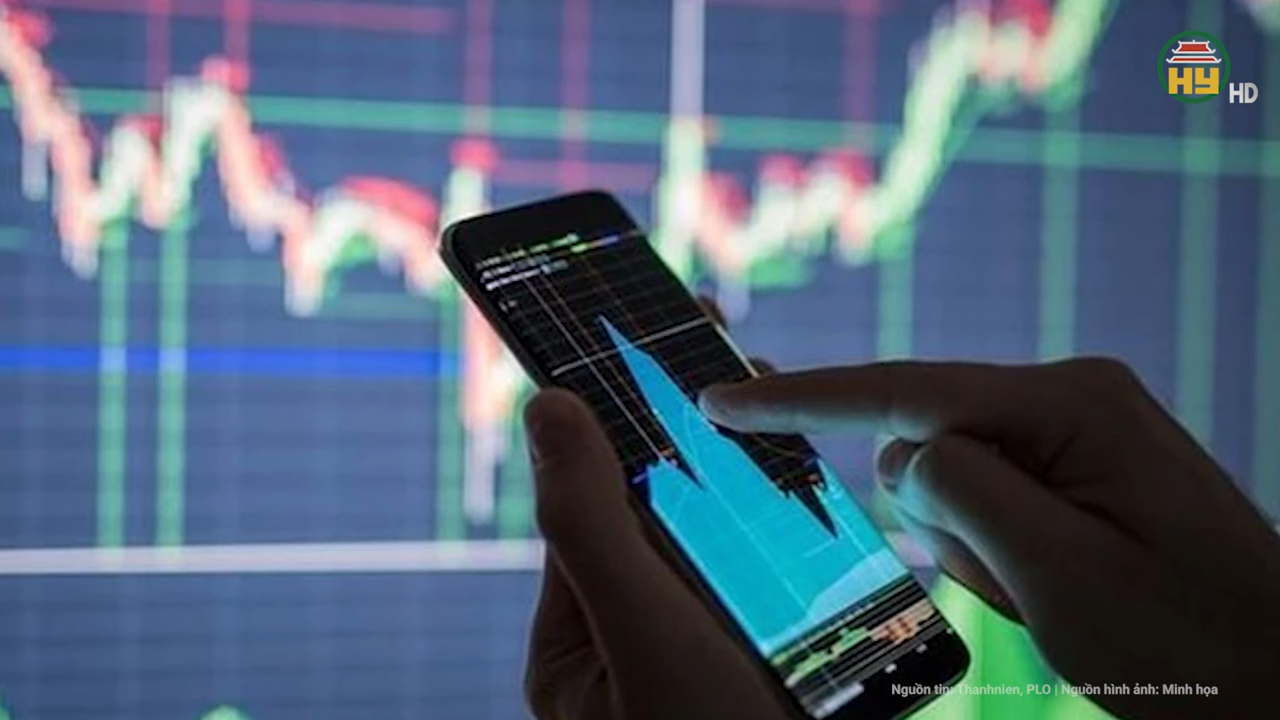 HY HD
Nguồn tin: Thanhnien, PLO | Nguồn hình ảnh: Minh họa